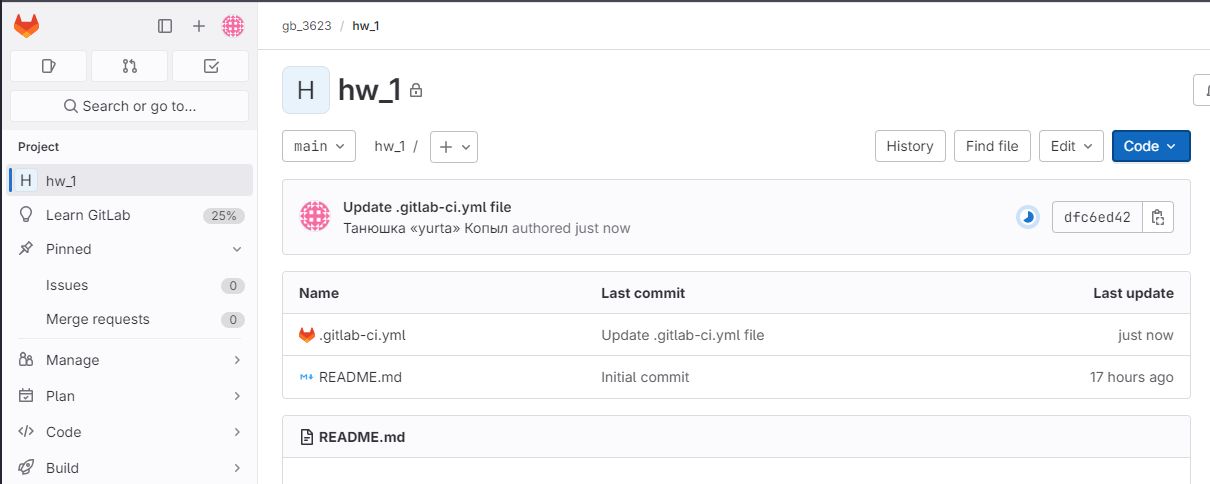 gb_3623 / hw_1
Search or go to...
Project
H hw_1
Learn GitLab 25%
Pinned
Issues 0
Merge requests 0
Manage
Plan
Code
Build
H hw_1
main hw_1 / +
History Find file Edit Code
Update .gitlab-ci.yml file
Танюшка «yurta» Копыл authored just now
dfc6ed42
Name Last commit Last update
.gitlab-ci.yml Update .gitlab-ci.yml file just now
README.md Initial commit 17 hours ago
README.md